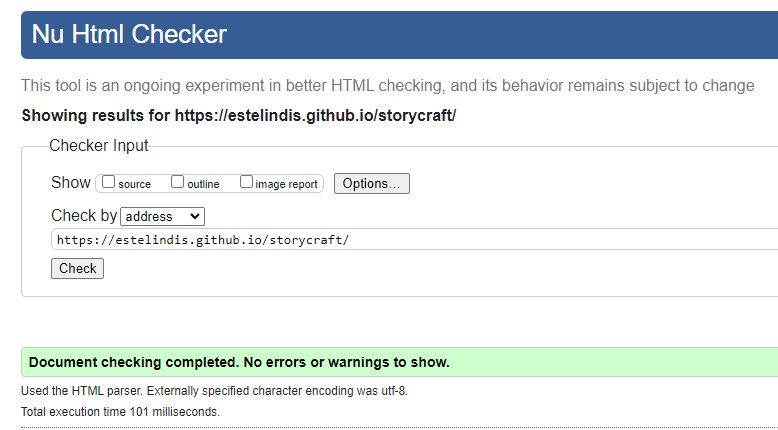 Nu Html Checker
This tool is an ongoing experiment in better HTML checking, and its behavior remains subject to change
Showing results for https://estelindis.github.io/storycraft/
Checker Input
Show source outline image report Options...
Check by address
https://estelindis.github.io/storycraft/
Check
Document checking completed. No errors or warnings to show.
Used the HTML parser. Externally specified character encoding was utf-8.
Total execution time 101 milliseconds.